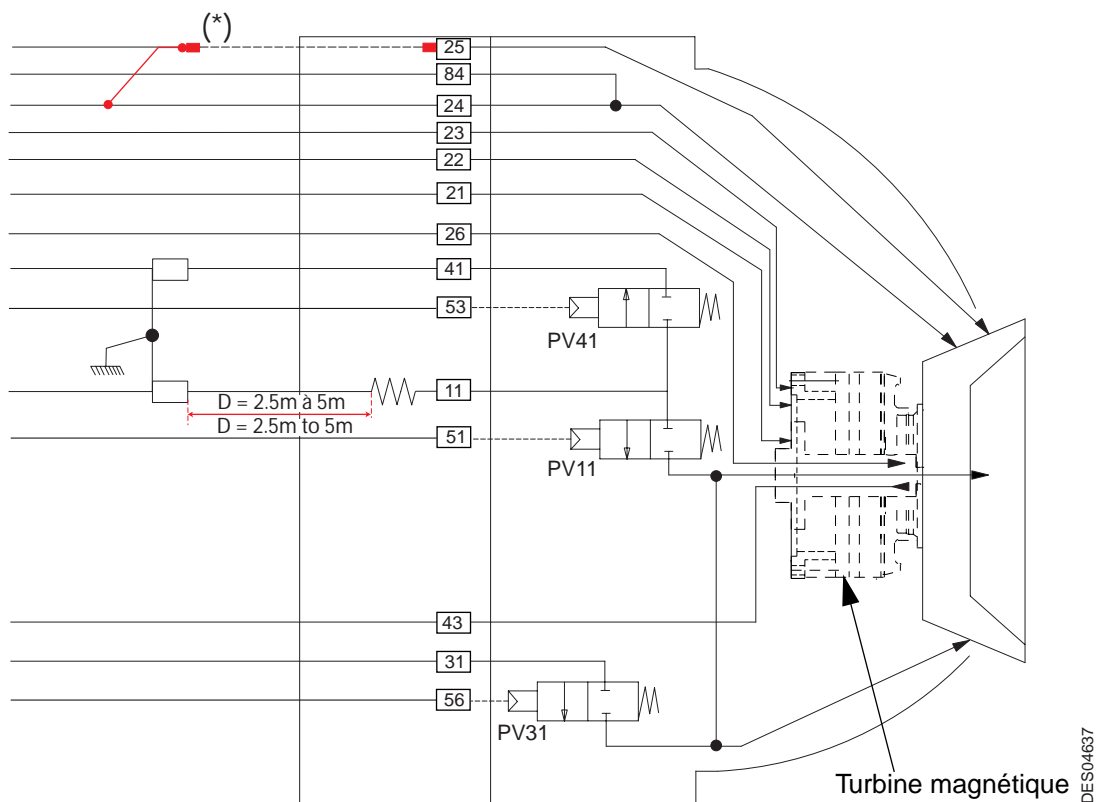 (*)
25
84
24
23
22
21
26
41
53
PV41
11
D = 2.5m à 5m
D = 2.5m to 5m
51
PV11
43
31
56
PV31
Turbine magnétique
DES04637